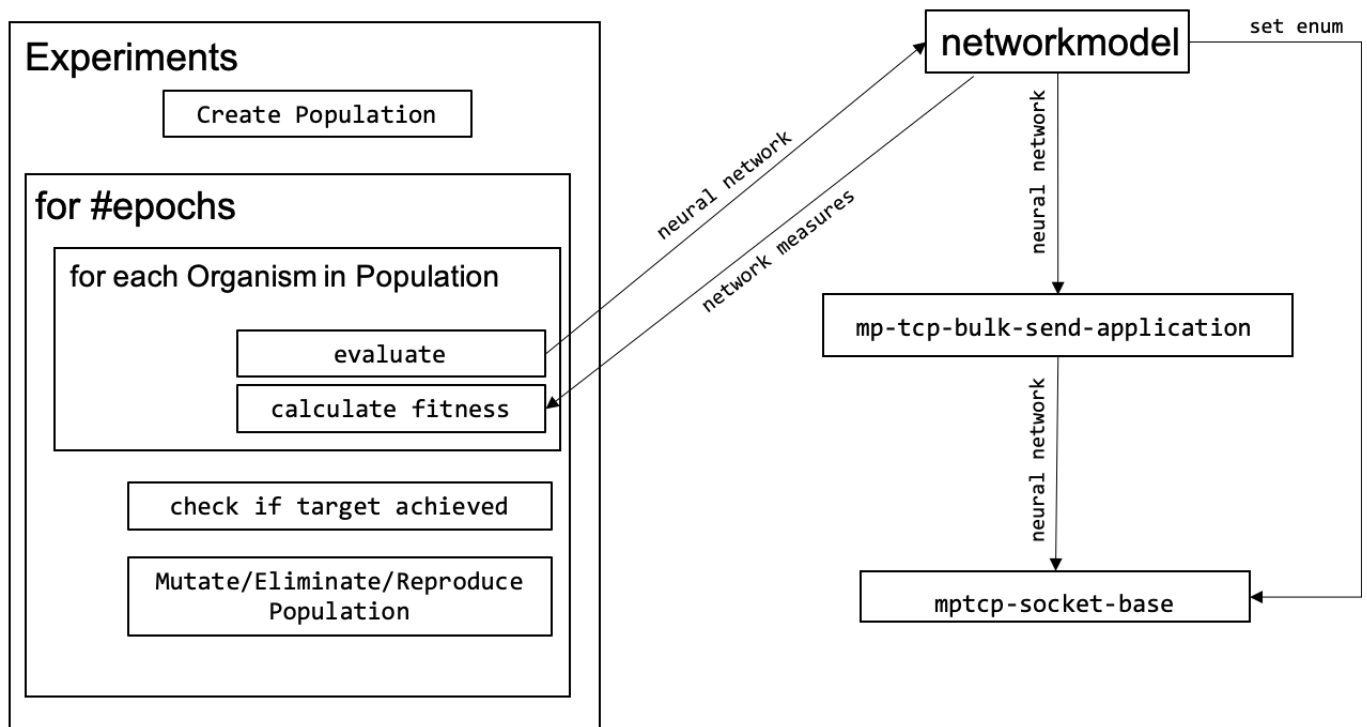 Experiments
Create Population
for #epochs
for each Organism in Population
evaluate
calculate fitness
check if target achieved
Mutate/Eliminate/Reproduce
Population
neural network
network measures
networkmodel
set enum
neural network
mp-tcp-bulk-send-application
neural network
mptcp-socket-base